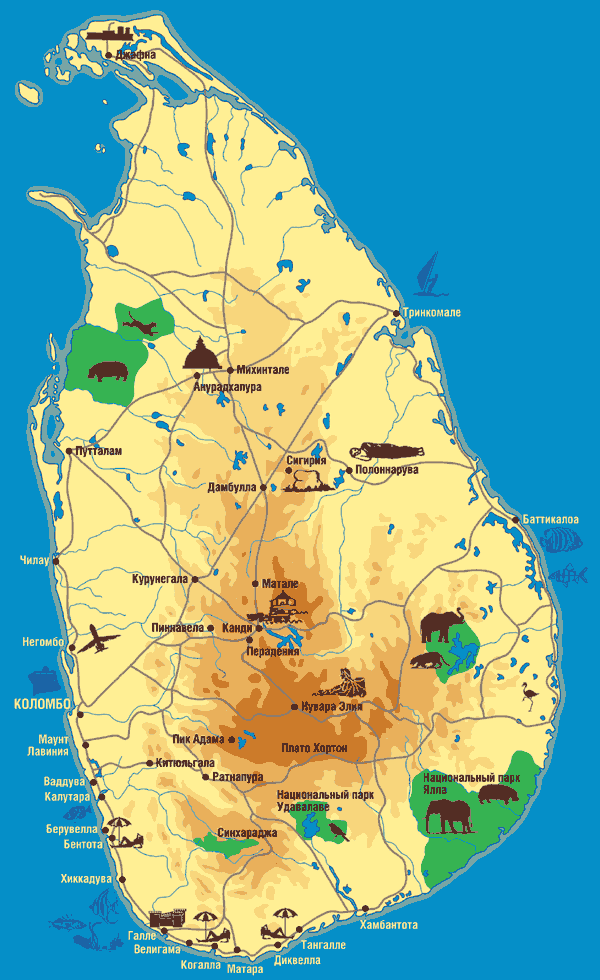 Джафна
Тринкомале
Михинтале
Анурадхапура
Путталам
Сигирия
Полоннарува
Дамбулла
Баттикалоа
Чилау
Курунегала
Матале
Пиннавела
Канди
Негомбо
Перадения
КОЛОМБО
Нувара Элия
Маунт
Лавиния
Пик Адама
Плато Хортон
Китюльгала
Ваддува
Ратнапура
Национальный парк
Ялпа
Калутара
Национальный парк
Удавалаве
Берувелла
Синхараджа
Бентота
Хиккадува
Хамбантота
Галле
Тангалле
Велигама
Диквелла
Когалла
Матара